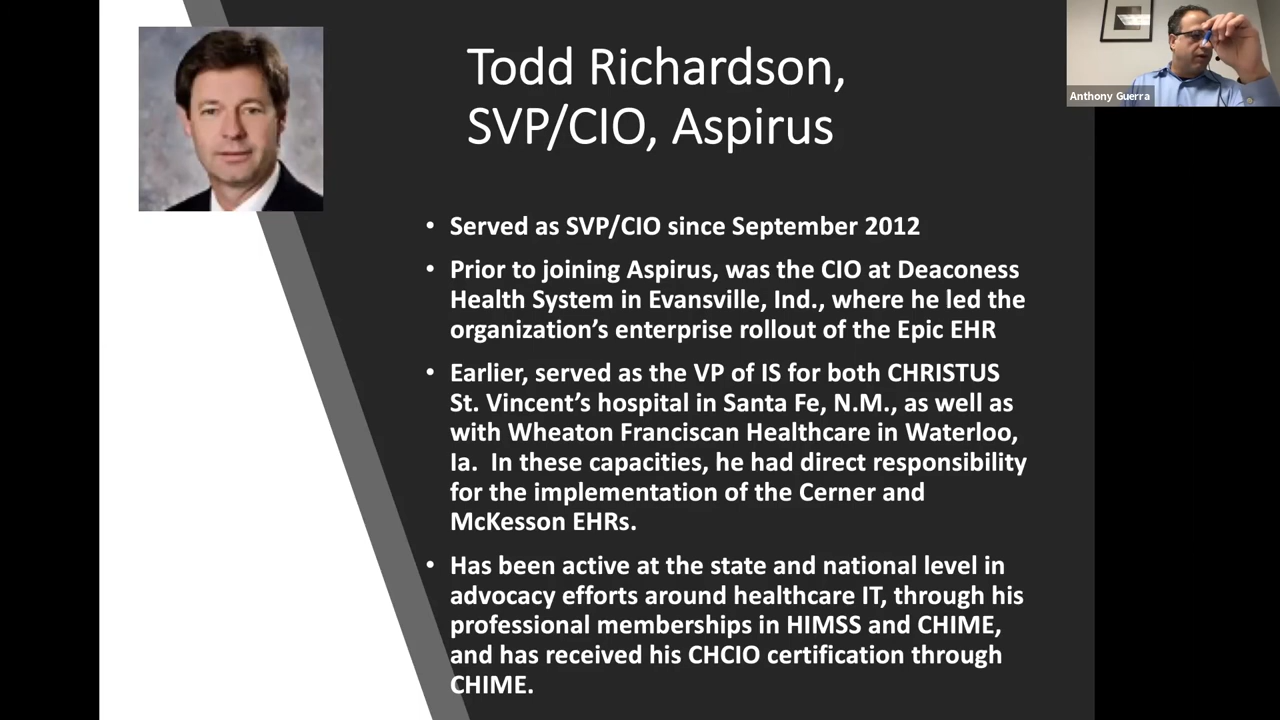 Todd Richardson,
SVP/CIO, Aspirus
Anthony Guerra
• Served as SVP/CIO since September 2012
• Prior to joining Aspirus, was the CIO at Deaconess
Health System in Evansville, Ind., where he led the
organization’s enterprise rollout of the Epic EHR
• Earlier, served as the VP of IS for both CHRISTUS
St. Vincent’s hospital in Santa Fe, N.M., as well as
with Wheaton Franciscan Healthcare in Waterloo,
Ia.  In these capacities, he had direct responsibility
for the implementation of the Cerner and
McKesson EHRs.
• Has been active at the state and national level in
advocacy efforts around healthcare IT, through his
professional memberships in HIMSS and CHIME,
and has received his CHCIO certification through
CHIME.